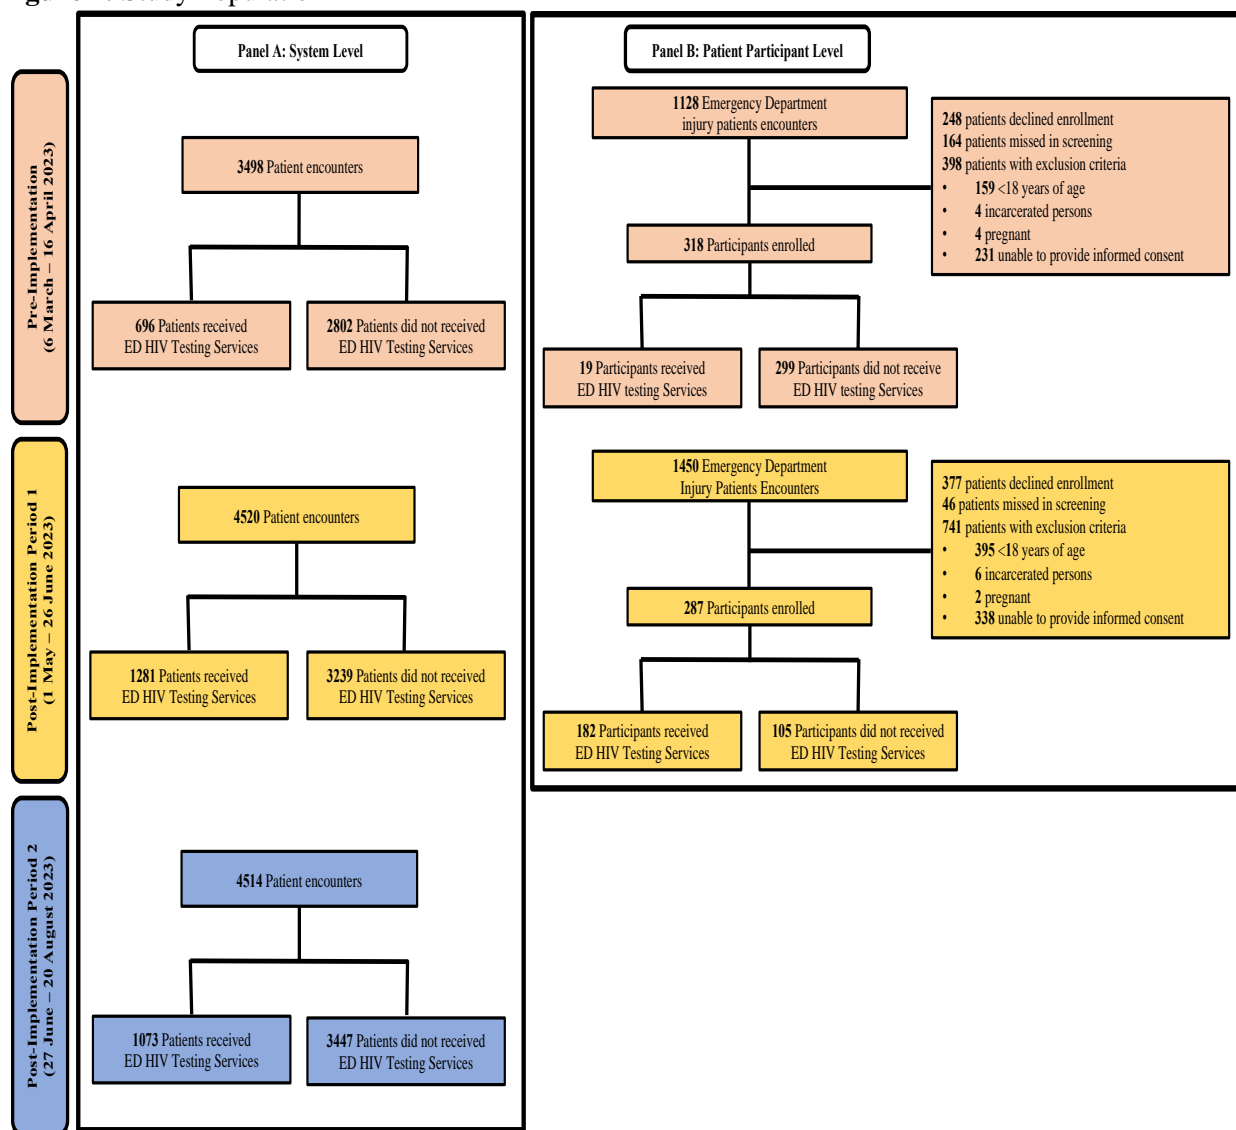 Study Population
Panel A: System Level
Panel B: Patient Participant Level
Pre-Implementation
(6 March – 16 April 2023)
3498 Patient encounters
696 Patients received
ED HIV Testing Services
2802 Patients did not received
ED HIV Testing Services
1128 Emergency Department
injury patients encounters
248 patients declined enrollment
164 patients missed in screening
398 patients with exclusion criteria
• 159 <18 years of age
• 4 incarcerated persons
• 4 pregnant
• 231 unable to provide informed consent
318 Participants enrolled
19 Participants received
ED HIV testing Services
299 Participants did not receive
ED HIV testing Services
Post-Implementation Period 1
(1 May – 26 June 2023)
4520 Patient encounters
1281 Patients received
ED HIV Testing Services
3239 Patients did not received
ED HIV Testing Services
1450 Emergency Department
Injury Patients Encounters
377 patients declined enrollment
46 patients missed in screening
741 patients with exclusion criteria
• 395 <18 years of age
• 6 incarcerated persons
• 2 pregnant
• 338 unable to provide informed consent
287 Participants enrolled
182 Participants received
ED HIV Testing Services
105 Participants did not received
ED HIV Testing Services
Post-Implementation Period 2
(27 June – 20 August 2023)
4514 Patient encounters
1073 Patients received
ED HIV Testing Services
3447 Patients did not received
ED HIV Testing Services